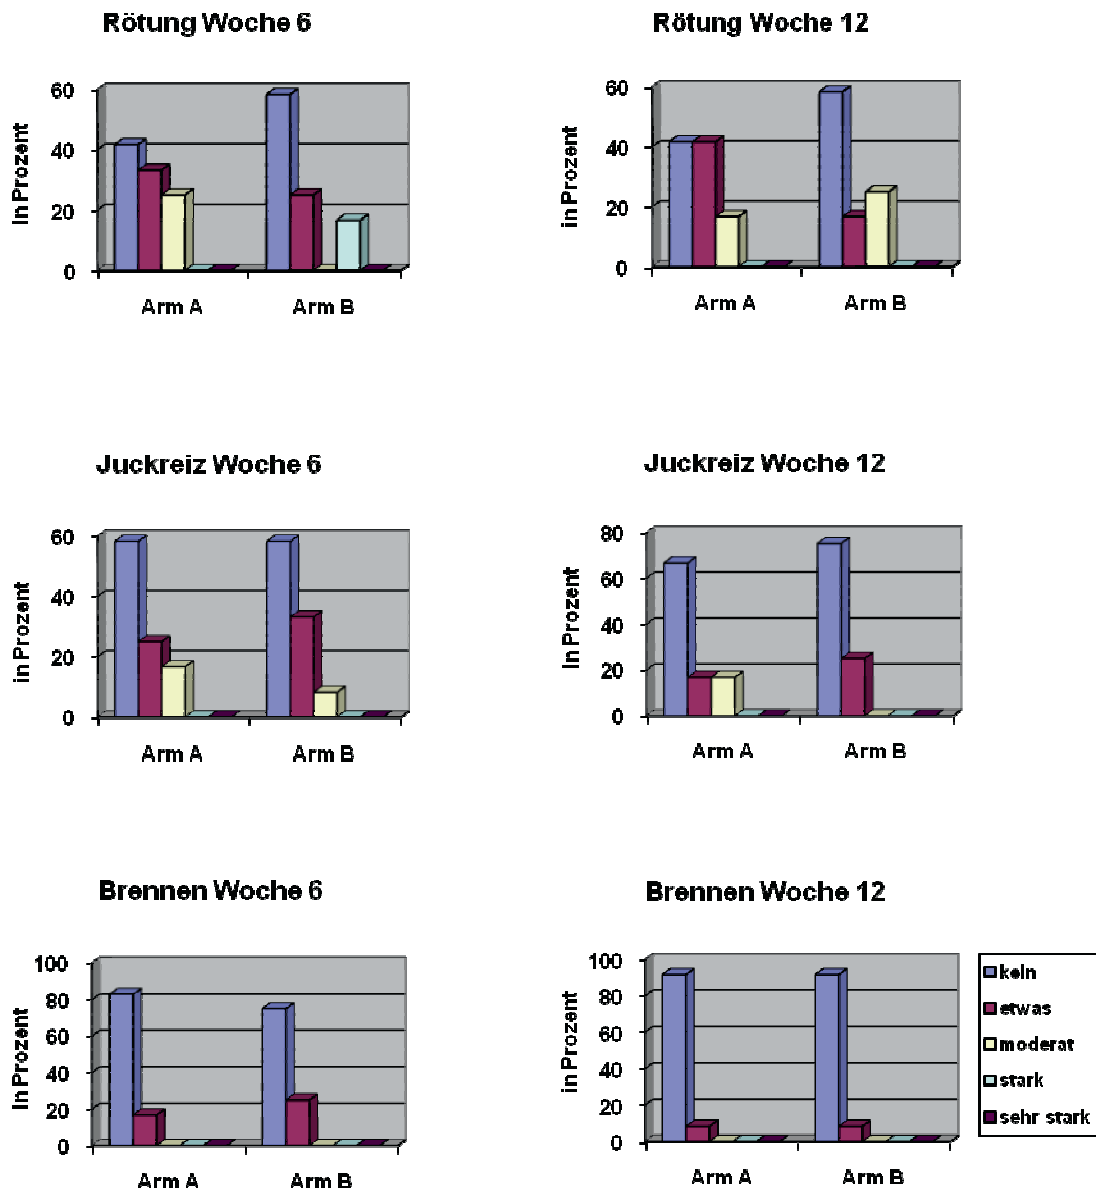 Rötung Woche 6
60
40
20
0
in Prozent
Arm A
Arm B
Rötung Woche 12
60
40
20
0
in Prozent
Arm A
Arm B
Juckreiz Woche 6
60
40
20
0
in Prozent
Arm A
Arm B
Juckreiz Woche 12
80
60
40
20
0
in Prozent
Arm A
Arm B
Brennen Woche 6
100
80
60
40
20
0
in Prozent
Arm A
Arm B
Brennen Woche 12
100
80
60
40
20
0
in Prozent
Arm A
Arm B
kein
etwas
moderat
stark
sehr stark